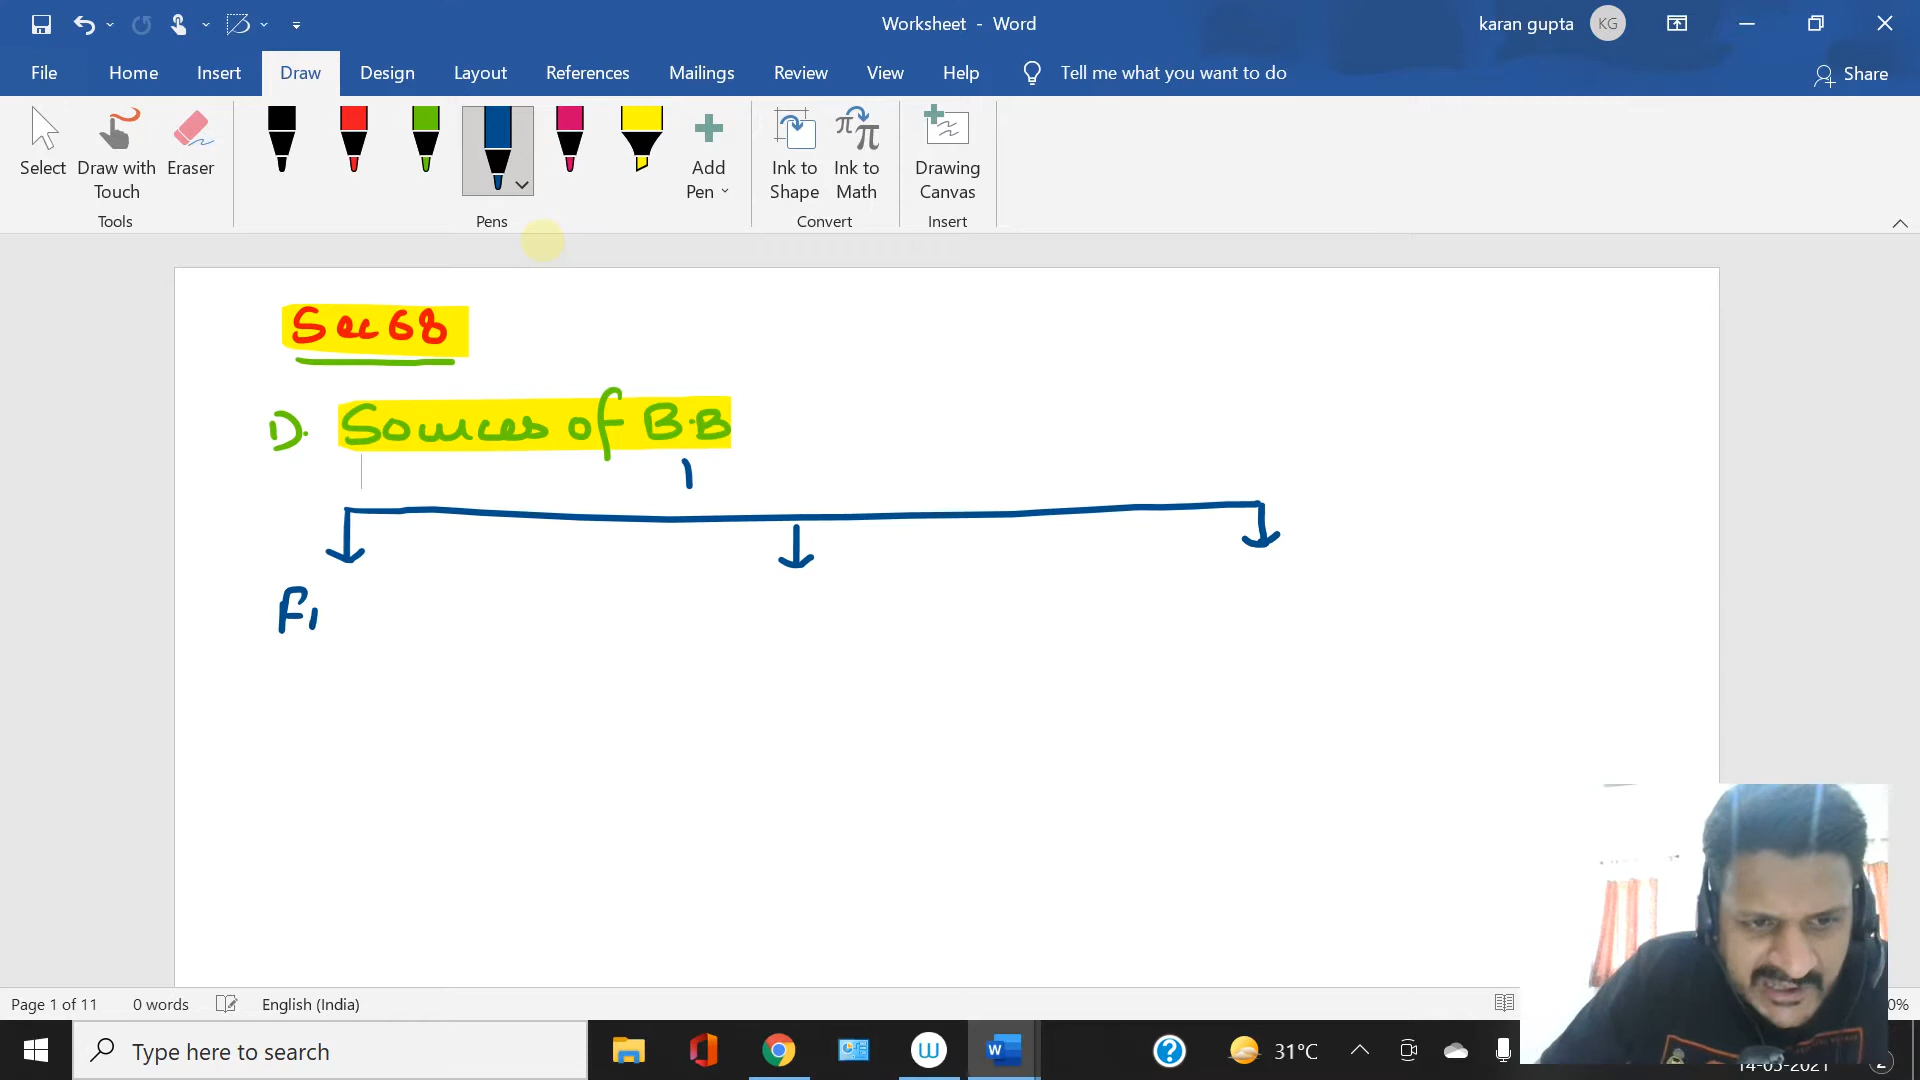 Worksheet - Word
karan gupta
KG
File Home Insert Draw Design Layout References Mailings Review View Help Tell me what you want to do Share
Select
Draw with Touch
Eraser
Add Pen
Ink to Shape
Ink to Math
Drawing Canvas
Tools
Pens
Convert
Insert
Sec 68
D. Sources of B.B
Page 1 of 11 0 words English (India)
Type here to search
31°C